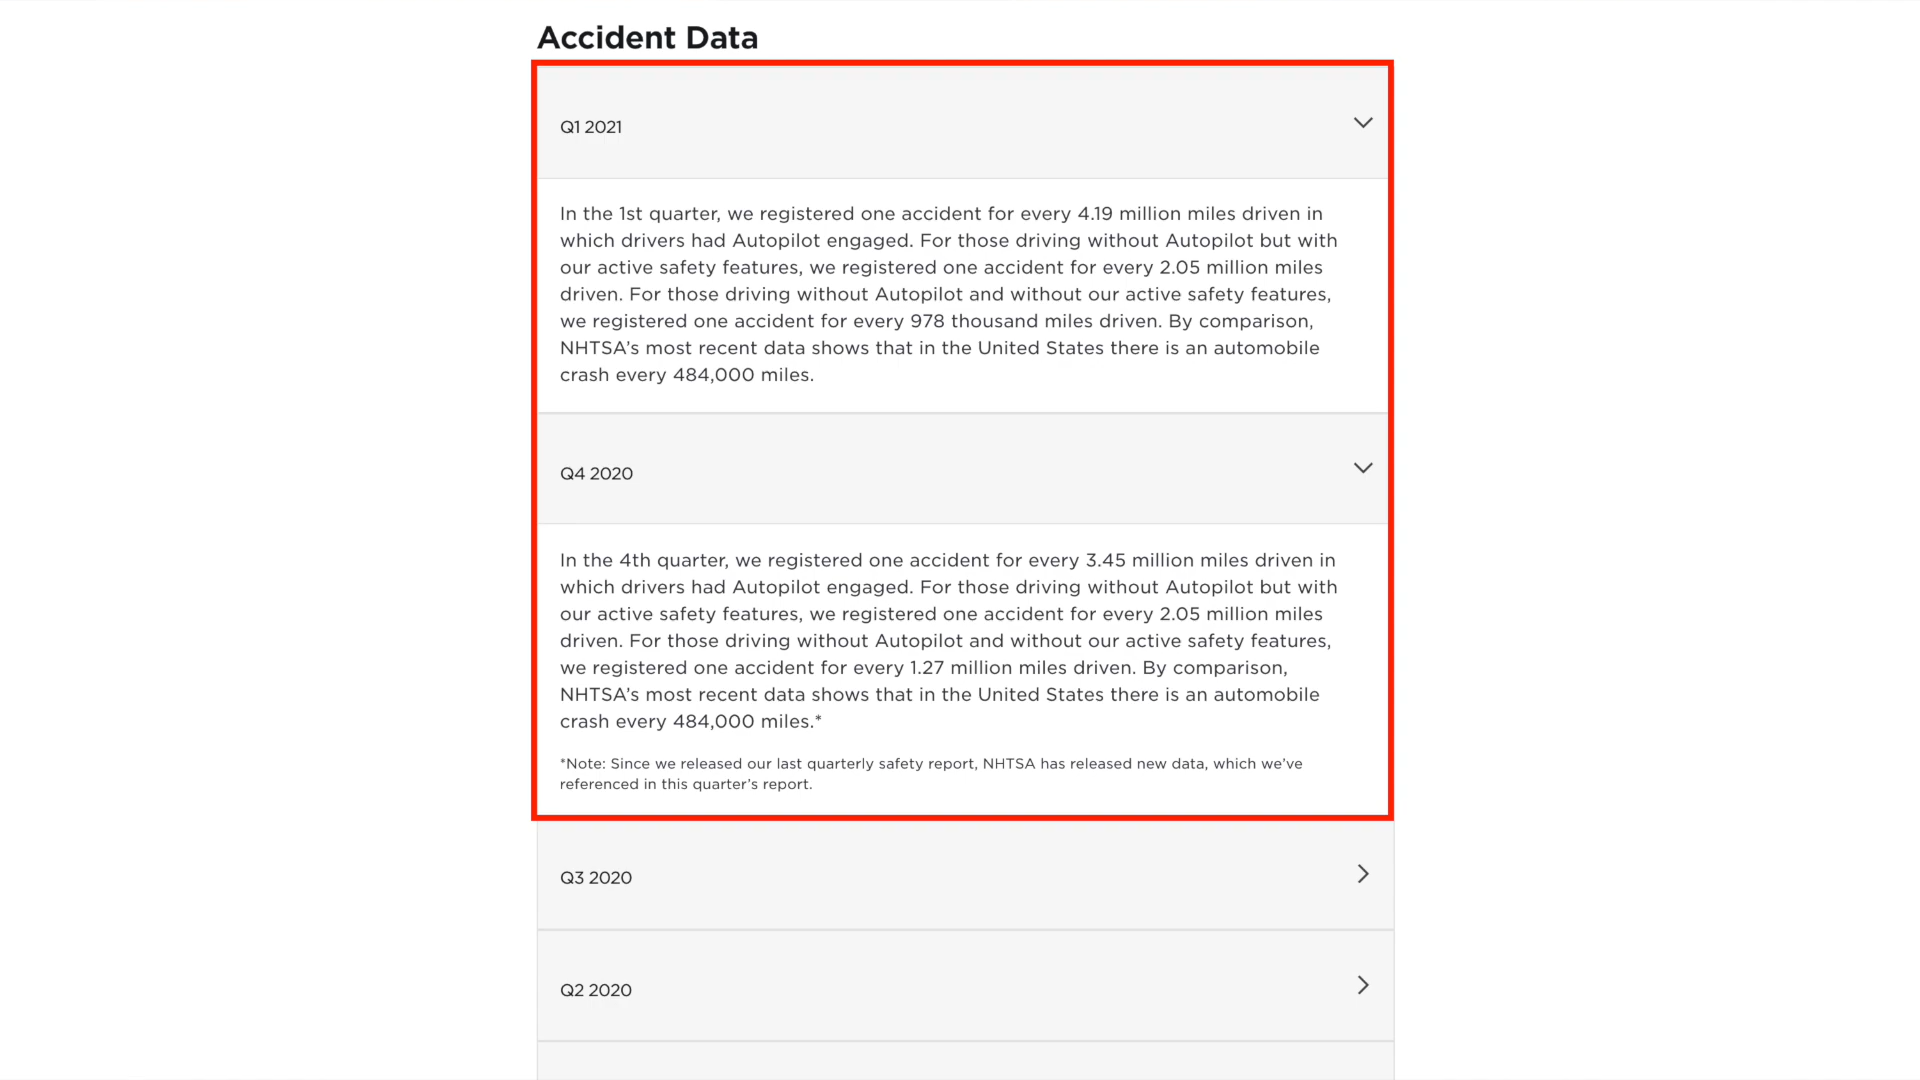 Accident Data
Q1 2021
In the 1st quarter, we registered one accident for every 4.19 million miles driven in
which drivers had Autopilot engaged. For those driving without Autopilot but with
our active safety features, we registered one accident for every 2.05 million miles
driven. For those driving without Autopilot and without our active safety features,
we registered one accident for every 978 thousand miles driven. By comparison,
NHTSA’s most recent data shows that in the United States there is an automobile
crash every 484,000 miles.
Q4 2020
In the 4th quarter, we registered one accident for every 3.45 million miles driven in
which drivers had Autopilot engaged. For those driving without Autopilot but with
our active safety features, we registered one accident for every 2.05 million miles
driven. For those driving without Autopilot and without our active safety features,
we registered one accident for every 1.27 million miles driven. By comparison,
NHTSA’s most recent data shows that in the United States there is an automobile
crash every 484,000 miles.*
*Note: Since we released our last quarterly safety report, NHTSA has released new data, which we’ve
referenced in this quarter’s report.
Q3 2020
Q2 2020